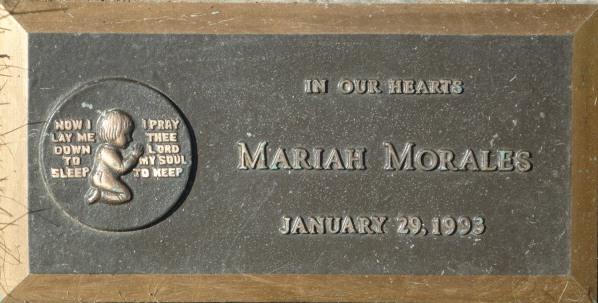 NOW I
LAY ME
DOWN
TO
SLEEP
I PRAY
THEE
LORD
MY SOUL
TO KEEP
IN OUR HEARTS
MARIAH MORALES
JANUARY 29, 1993